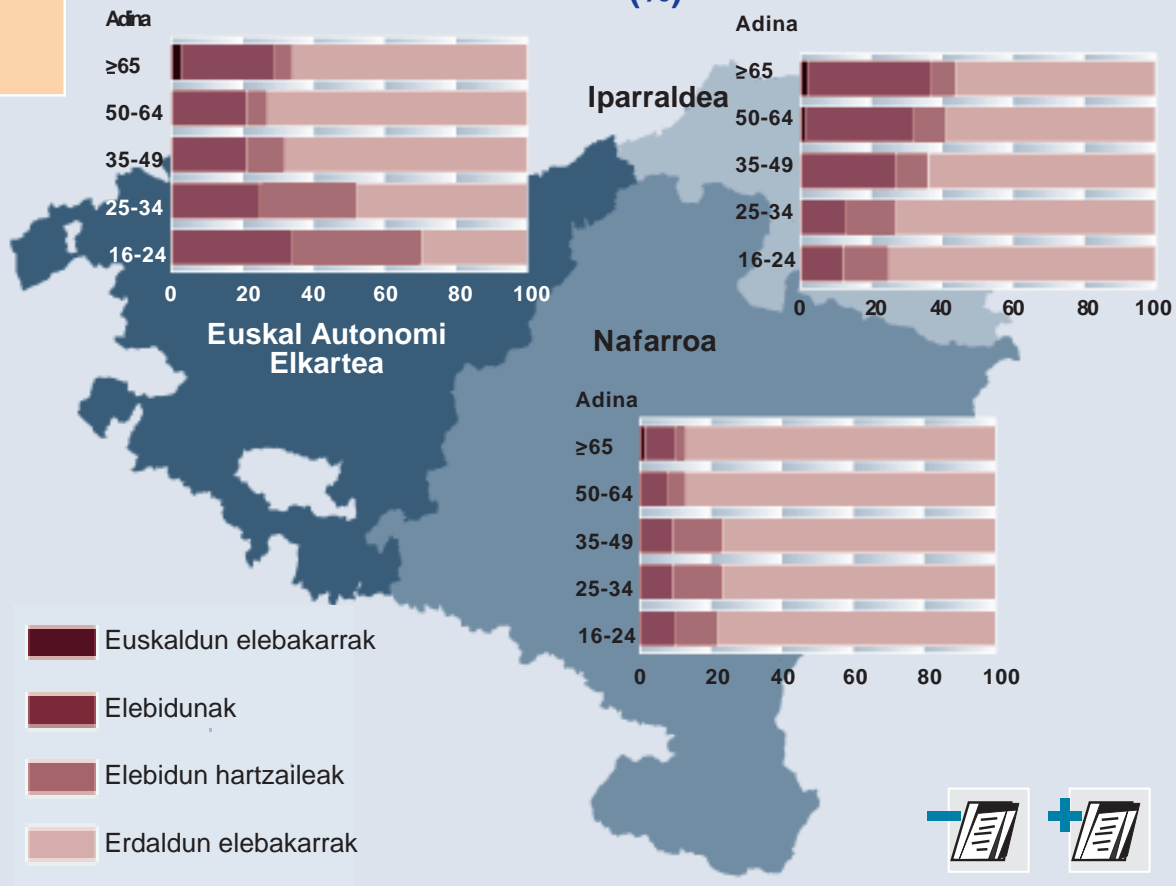 (%)
Adina
≥65
50-64
35-49
25-34
16-24
0 20 40 60 80 100
Euskal Autonomi
Elkartea
Iparraldea
Adina
≥65
50-64
35-49
25-34
16-24
0 20 40 60 80 100
Nafarroa
Adina
≥65
50-64
35-49
25-34
16-24
0 20 40 60 80 100
Euskaldun elebakarrak
Elebidunak
Elebidun hartzaileak
Erdaldun elebakarrak